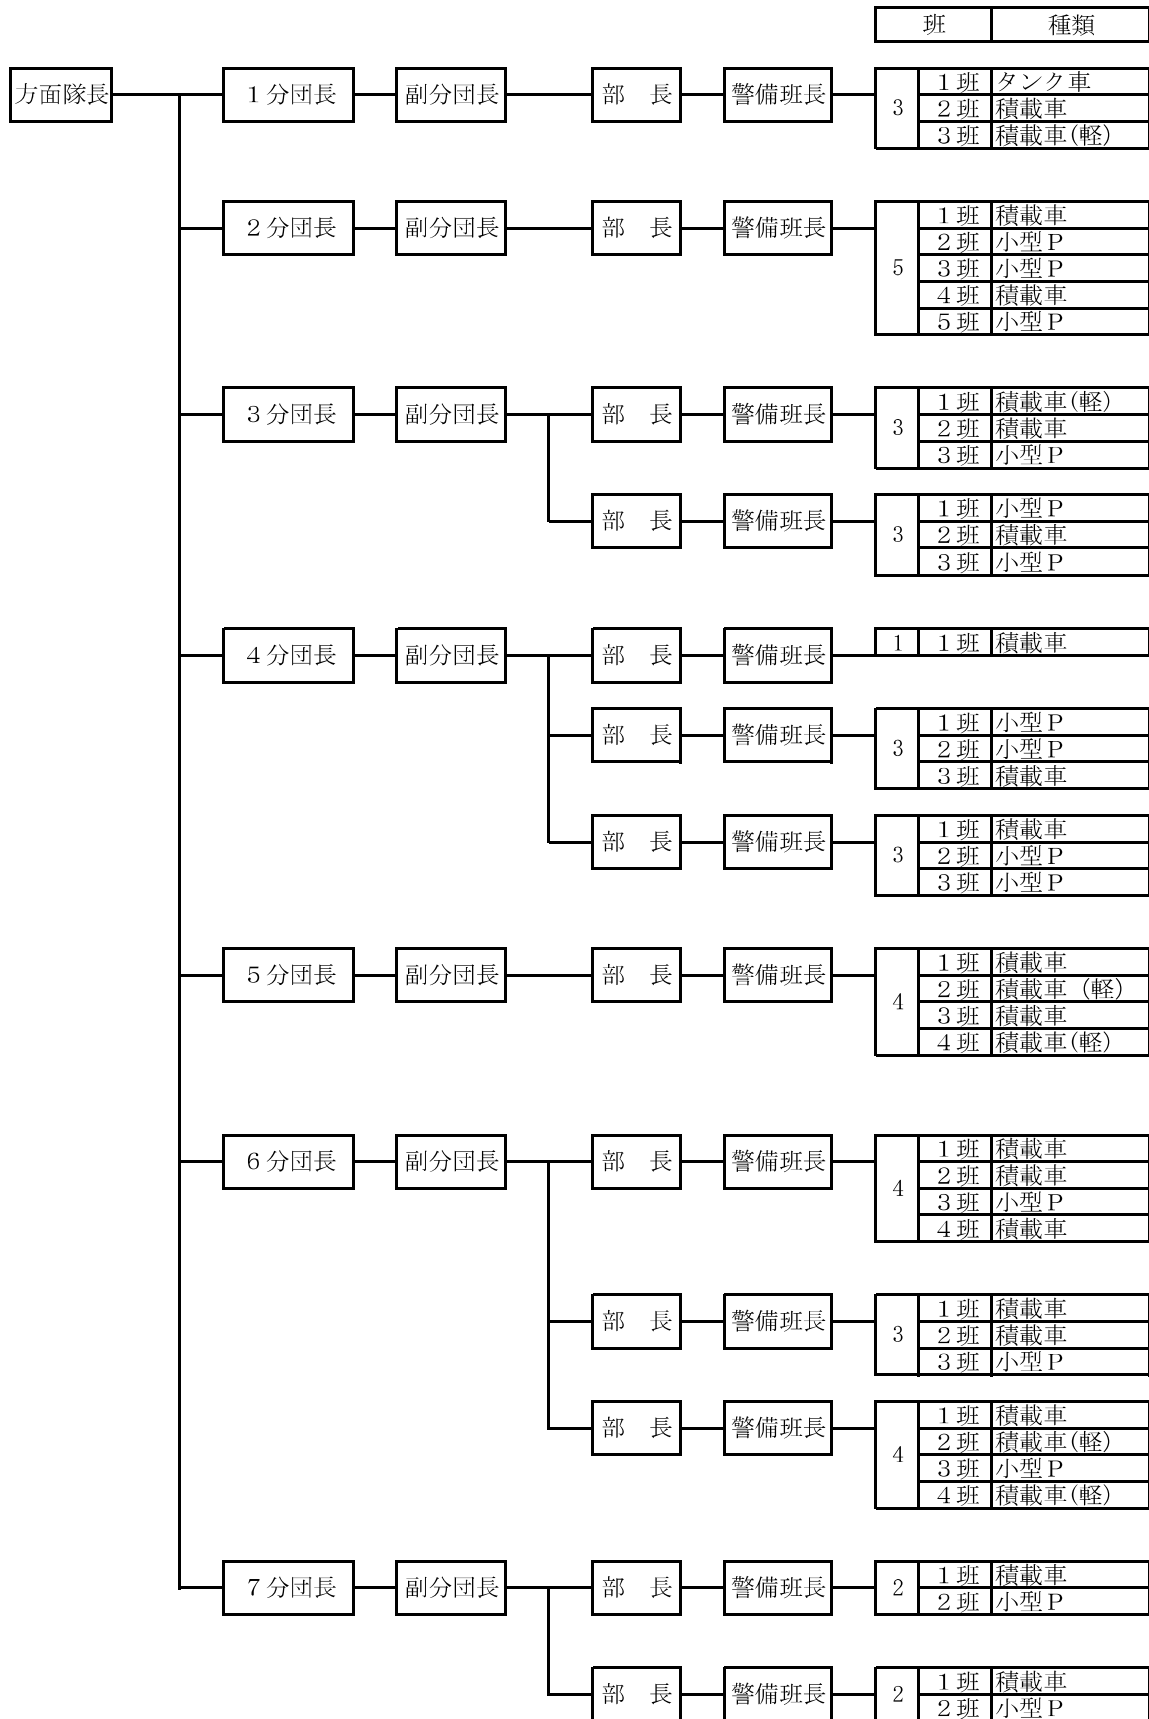 班 種類
方面隊長 １分団長 副分団長 部　長 警備班長 3 １班 タンク車
２班 積載車
３班 積載車(軽)
２分団長 副分団長 部　長 警備班長 5 １班 積載車
２班 小型Ｐ
３班 小型Ｐ
４班 積載車
５班 小型Ｐ
３分団長 副分団長 部　長 警備班長 3 １班 積載車(軽)
２班 積載車
３班 小型Ｐ
部　長 警備班長 3 １班 小型Ｐ
２班 積載車
３班 小型Ｐ
４分団長 副分団長 部　長 警備班長 1 １班 積載車
部　長 警備班長 3 １班 小型Ｐ
２班 小型Ｐ
３班 積載車
部　長 警備班長 3 １班 積載車
２班 小型Ｐ
３班 小型Ｐ
５分団長 副分団長 部　長 警備班長 4 １班 積載車
２班 積載車（軽）
３班 積載車
４班 積載車(軽)
６分団長 副分団長 部　長 警備班長 4 １班 積載車
２班 積載車
３班 小型Ｐ
４班 積載車
部　長 警備班長 3 １班 積載車
２班 積載車
３班 小型Ｐ
部　長 警備班長 4 １班 積載車
２班 積載車(軽)
３班 小型Ｐ
４班 積載車(軽)
７分団長 副分団長 部　長 警備班長 2 １班 積載車
２班 小型Ｐ
部　長 警備班長 2 １班 積載車
２班 小型Ｐ